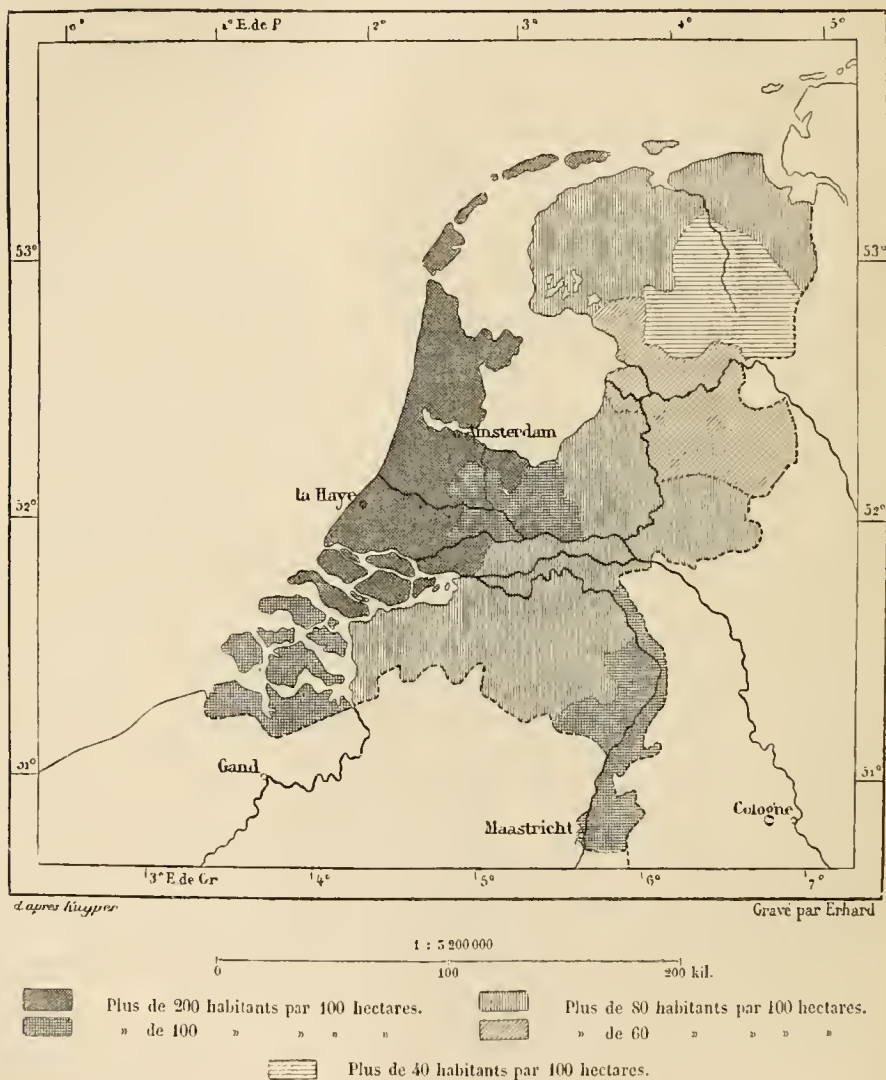 0° 1° E. de P 2° 3° 4° 5°
53° 53°
Amsterdam
la Haye
52° 52°
Gand
51° 51°
Maastricht
Cologne
3° E. de Gr 4° 5° 6° 7°
d'apres Kuyper Gravé par Erhard
1 : 3 200 000
0 100 200 kil.
Plus de 200 habitants par 100 hectares. Plus de 80 habitants par 100 hectares.
» de 100 » » » » » de 60 » » » »
Plus de 40 habitants par 100 hectares.